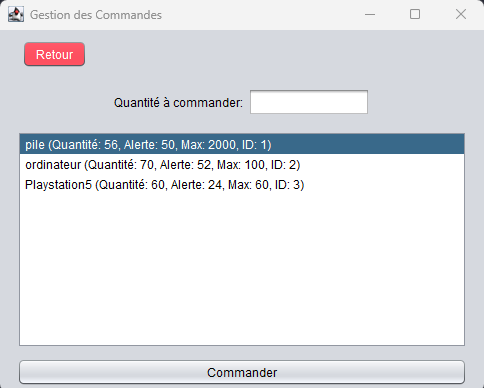 Gestion des Commandes
Retour
Quantité à commander:
pile (Quantité: 56, Alerte: 50, Max: 2000, ID: 1)
ordinateur (Quantité: 70, Alerte: 52, Max: 100, ID: 2)
Playstation5 (Quantité: 60, Alerte: 24, Max: 60, ID: 3)
Commander